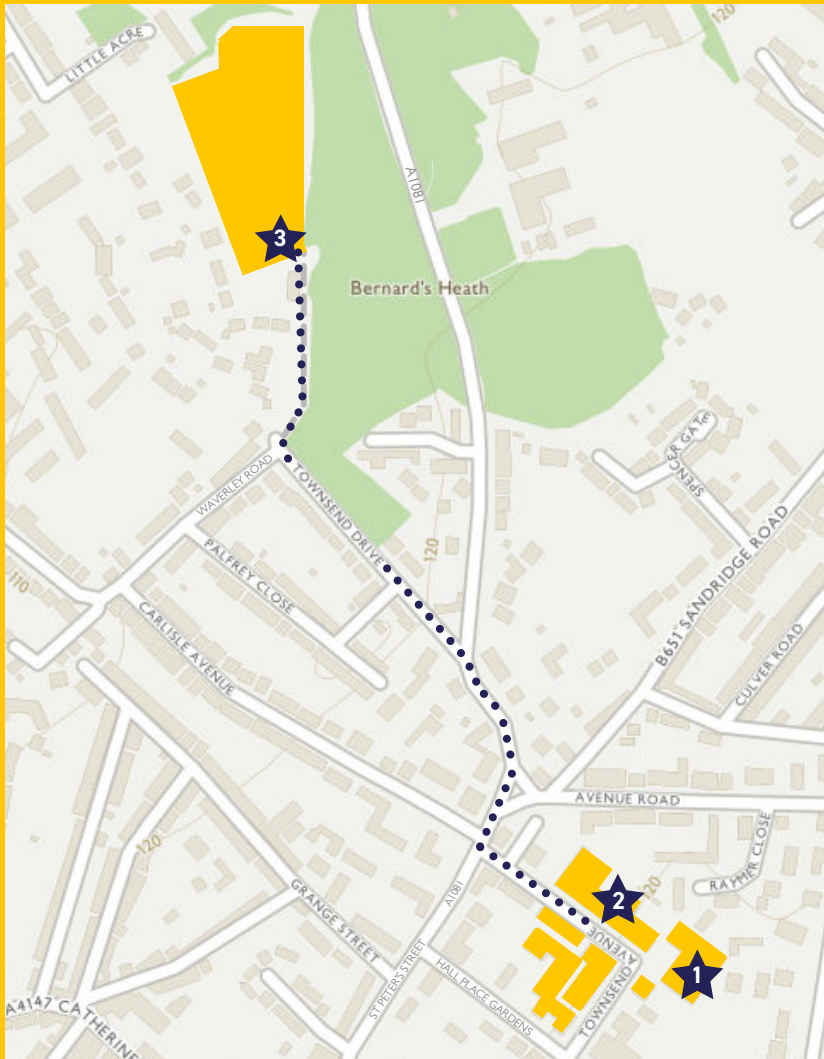 120
LITTLE ACRE
A1081
3
Bernard's Heath
SPENCER GATE
WAVERLEY ROAD
TOWNSEND DRIVE
B651 SANDRIDGE ROAD
120
PALFREY CLOSE
110
CARLISLE AVENUE
CULVER ROAD
AVENUE ROAD
RAYMER CLOSE
120
GRANGE STREET
A1081
2
120
TOWNSEND AVENUE
ST PETER'S STREET
HALL PLACE GARDENS
1
A4147 CATHERINE